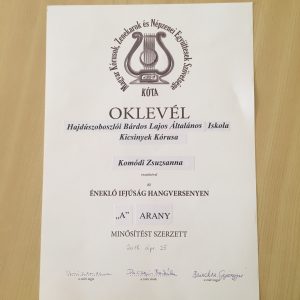 Magyar Kórusok, Zenekarok és Népzenei Együttesek Szövetsége
KÓTA
OKLEVÉL
Hajdúszoboszlói Bárdos Lajos Általános Iskola
Kicsinyek Kórusa
Komódi Zsuzsanna
az
ÉNEKLŐ IFJÚSÁG HANGVERSENYEN
„A” ARANY
MINŐSÍTÉST SZERZETT